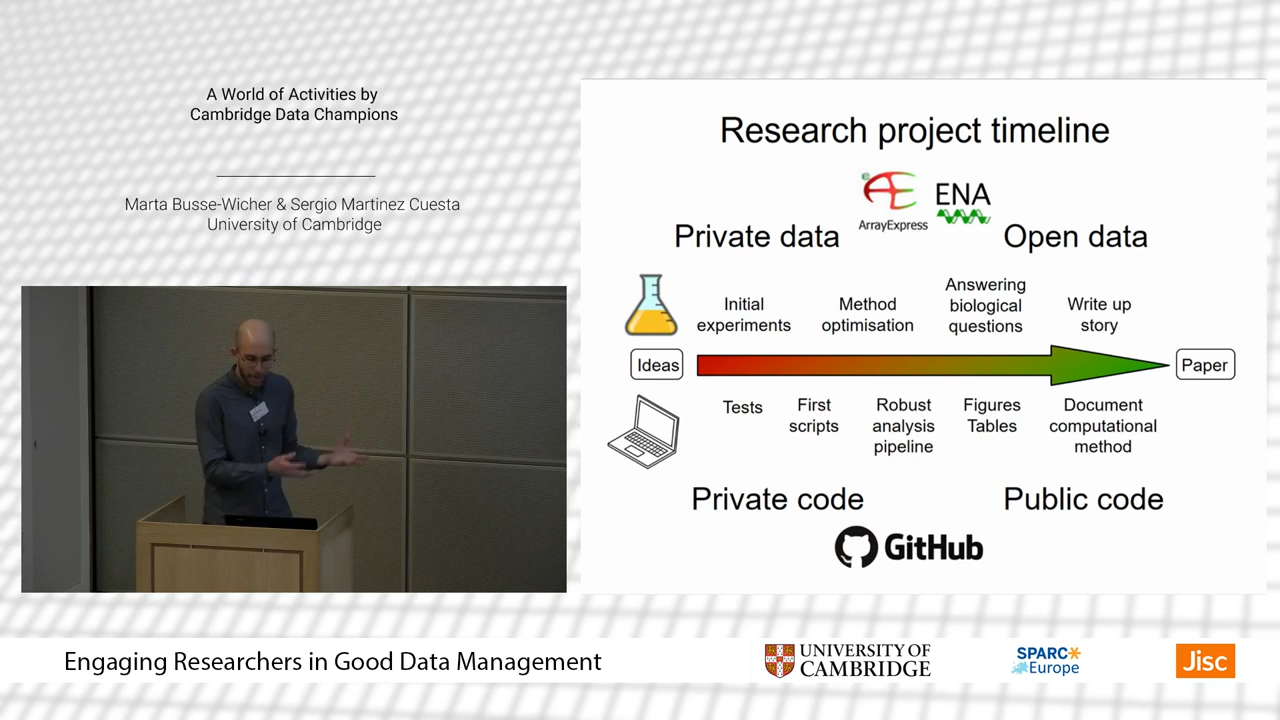 A World of Activities by
Cambridge Data Champions
Marta Busse-Wicher & Sergio Martinez Cuesta
University of Cambridge
Research project timeline
ArrayExpress
ENA
Private data
Open data
Initial
experiments
Method
optimisation
Answering
biological
questions
Write up
story
Ideas
Paper
Tests
First
scripts
Robust
analysis
pipeline
Figures
Tables
Document
computational
method
Private code
Public code
GitHub
Engaging Researchers in Good Data Management
UNIVERSITY OF
CAMBRIDGE
SPARC
Europe
Jisc